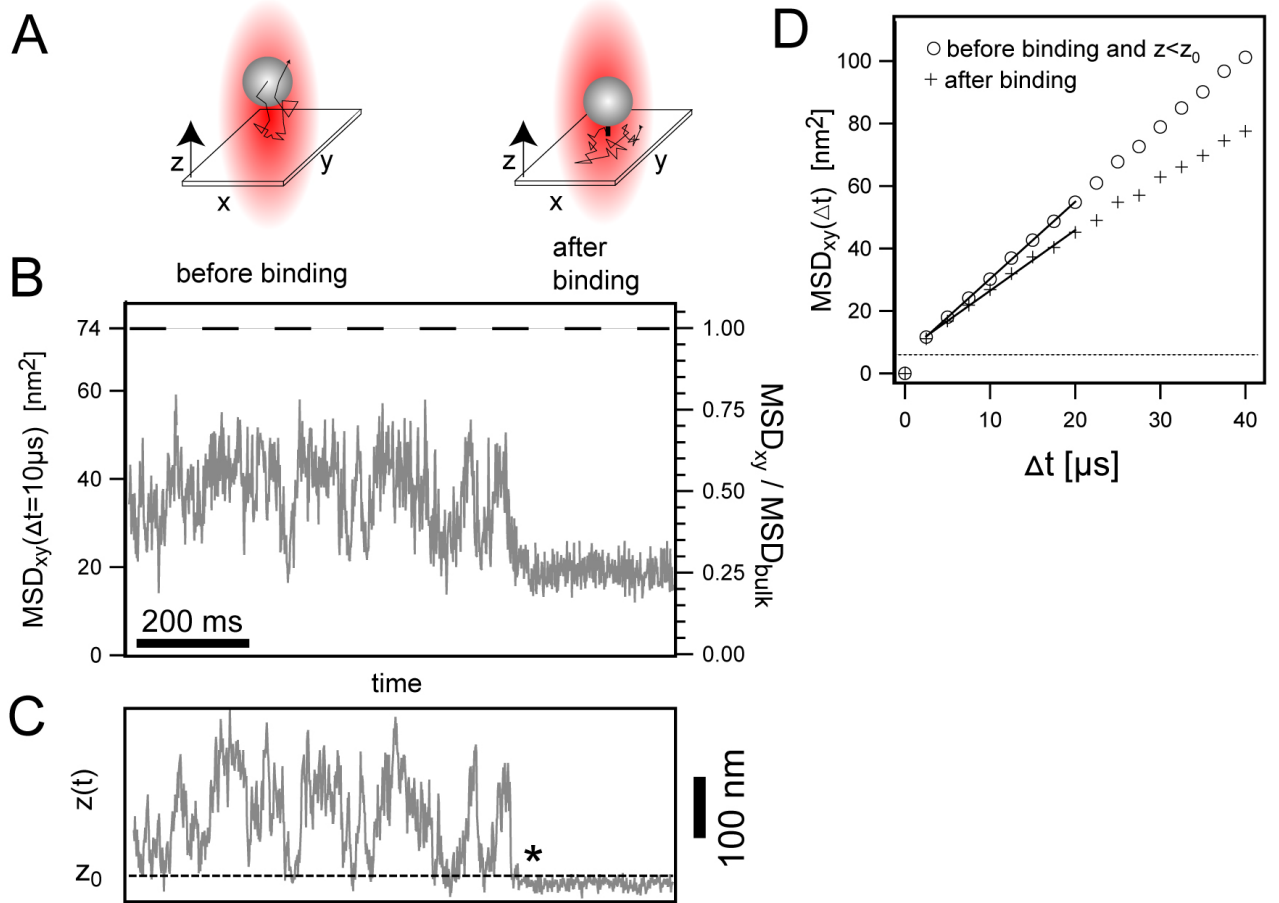 A
z
y
x
z
y
x
before binding
after
binding
B
74
60
40
20
0
MSDxy(Δt=10µs) [nm²]
1.00
0.75
0.50
0.25
0.00
MSDxy / MSDbulk
200 ms
time
C
z(t)
z₀
*
100 nm
D
before binding and z<z₀
after binding
100
80
60
40
20
0
MSDxy(Δt) [nm²]
0
10
20
30
40
Δt [µs]